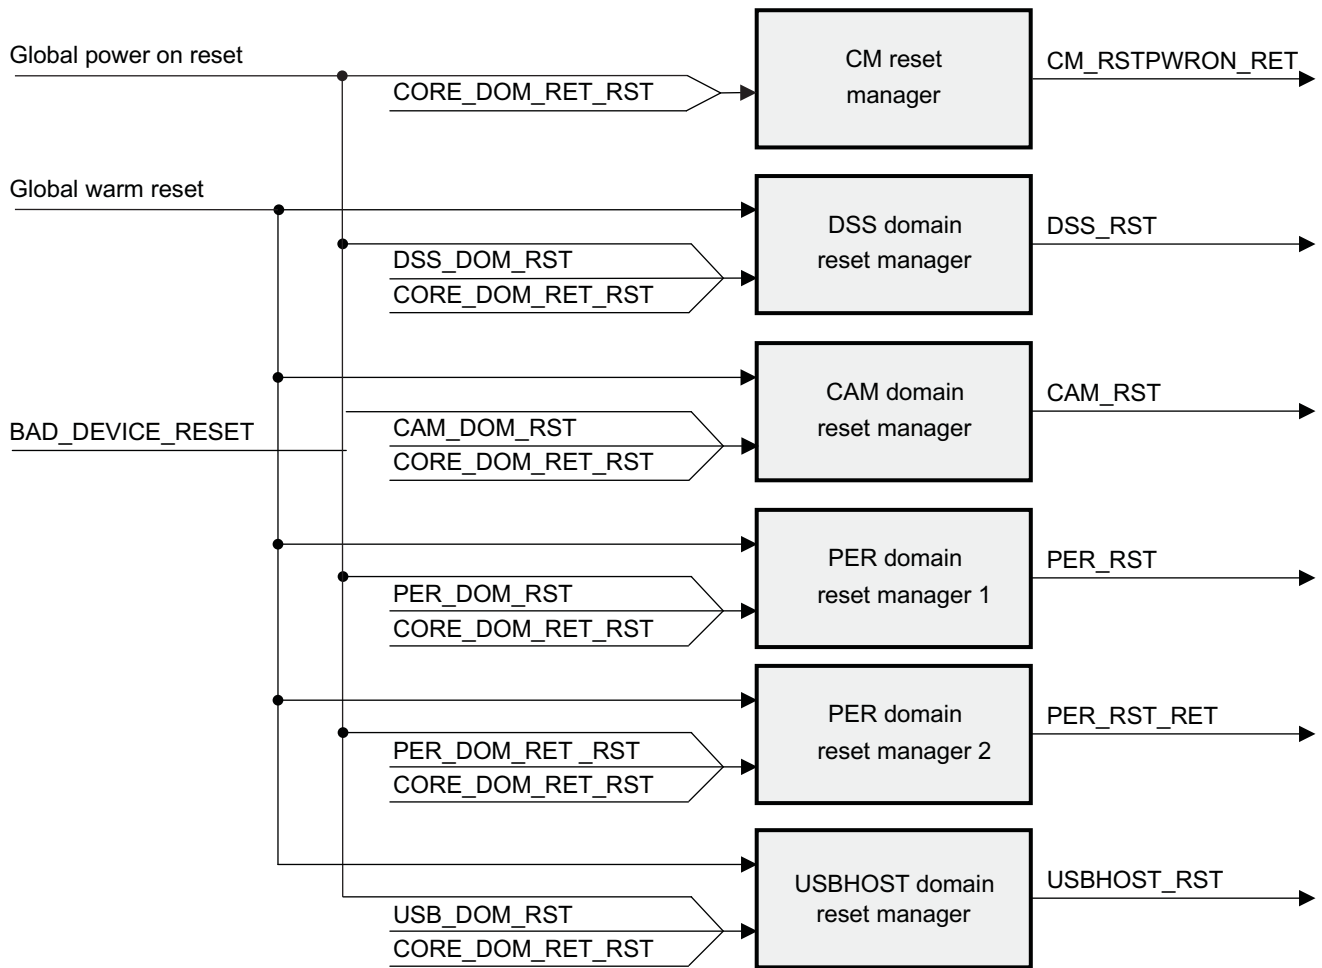 Global power on reset
CORE_DOM_RET_RST
CM reset
manager
CM_RSTPWRON_RET
Global warm reset
DSS_DOM_RST
CORE_DOM_RET_RST
DSS domain
reset manager
DSS_RST
BAD_DEVICE_RESET
CAM_DOM_RST
CORE_DOM_RET_RST
CAM domain
reset manager
CAM_RST
PER_DOM_RST
CORE_DOM_RET_RST
PER domain
reset manager 1
PER_RST
PER_DOM_RET _RST
CORE_DOM_RET_RST
PER domain
reset manager 2
PER_RST_RET
USB_DOM_RST
CORE_DOM_RET_RST
USBHOST domain
reset manager
USBHOST_RST